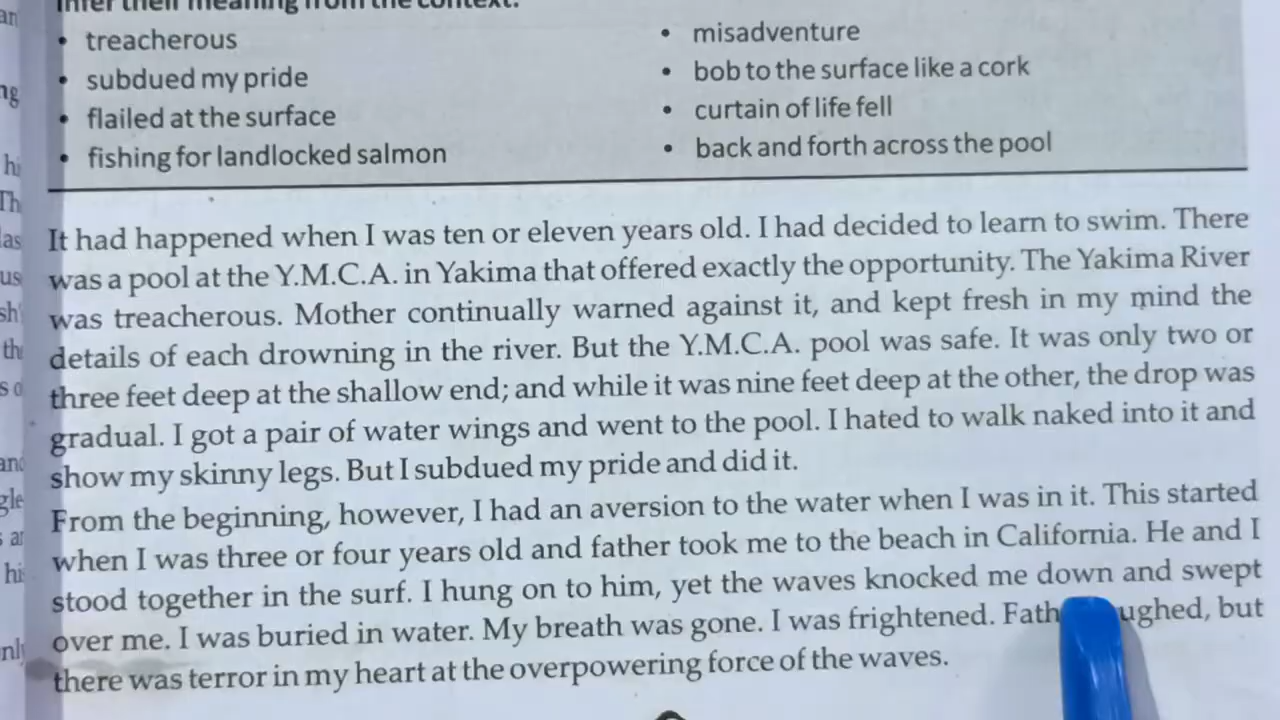 Infer their meaning from the context.
• treacherous
• subdued my pride
• flailed at the surface
• fishing for landlocked salmon
• misadventure
• bob to the surface like a cork
• curtain of life fell
• back and forth across the pool
It had happened when I was ten or eleven years old. I had decided to learn to swim. There
was a pool at the Y.M.C.A. in Yakima that offered exactly the opportunity. The Yakima River
was treacherous. Mother continually warned against it, and kept fresh in my mind the
details of each drowning in the river. But the Y.M.C.A. pool was safe. It was only two or
three feet deep at the shallow end; and while it was nine feet deep at the other, the drop was
gradual. I got a pair of water wings and went to the pool. I hated to walk naked into it and
show my skinny legs. But I subdued my pride and did it.
From the beginning, however, I had an aversion to the water when I was in it. This started
when I was three or four years old and father took me to the beach in California. He and I
stood together in the surf. I hung on to him, yet the waves knocked me down and swept
over me. I was buried in water. My breath was gone. I was frightened. Fath ughed, but
there was terror in my heart at the overpowering force of the waves.